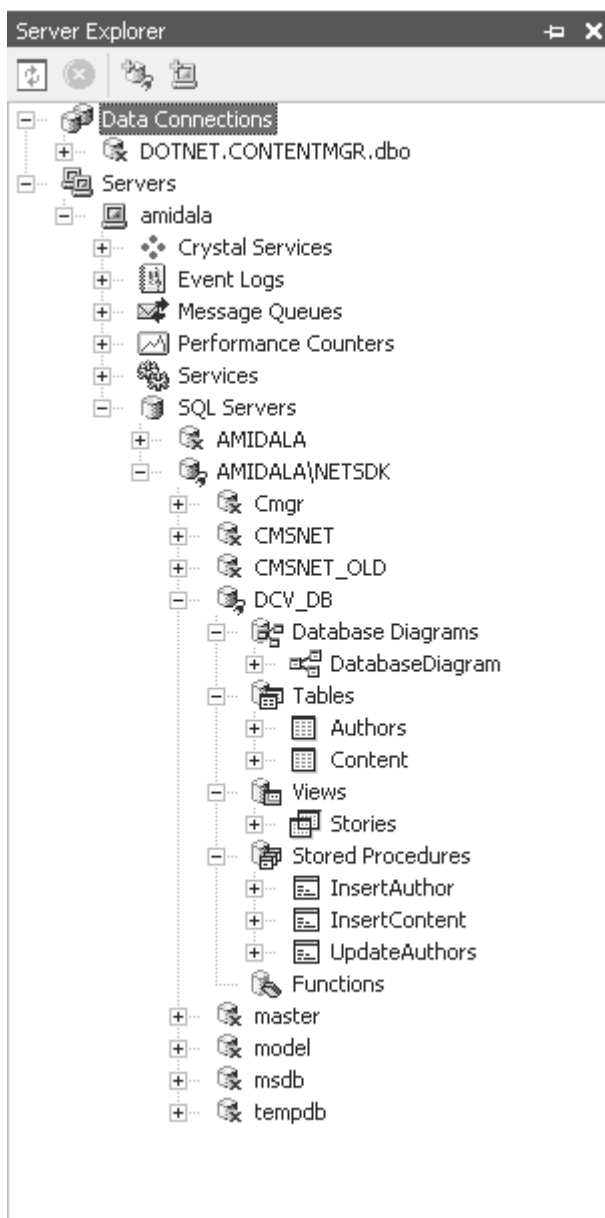 Server Explorer
Data Connections
DOTNET.CONTENTMGR.dbo
Servers
amidala
Crystal Services
Event Logs
Message Queues
Performance Counters
Services
SQL Servers
AMIDALA
AMIDALA\NETSDK
Cmgr
CMSNET
CMSNET_OLD
DCV_DB
Database Diagrams
DatabaseDiagram
Tables
Authors
Content
Views
Stories
Stored Procedures
InsertAuthor
InsertContent
UpdateAuthors
Functions
master
model
msdb
tempdb